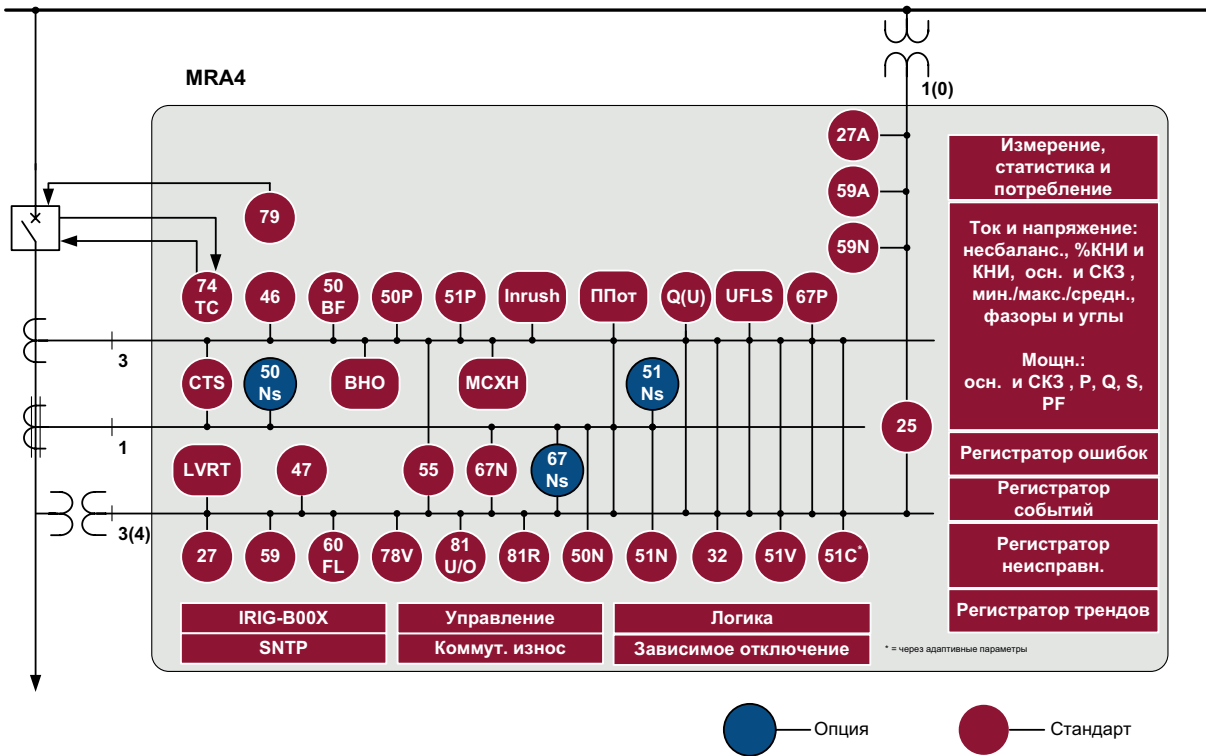 MRA4
1(0)
27A
59A
59N
79
74
TC
46
50
BF
50P
51P
Inrush
ППот
Q(U)
UFLS
67P
3
CTS
50
Ns
ВНО
МСХН
51
Ns
1
25
LVRT
47
55
67N
67
Ns
3(4)
27
59
60
FL
78V
81
U/O
81R
50N
51N
32
51V
51C*
Измерение,
статистика и
потребление
Ток и напряжение:
несбаланс., %КНИ и
КНИ, осн. и СКЗ ,
мин./макс./средн.,
фазоры и углы
Мощн.:
осн. и СКЗ , P, Q, S,
PF
Регистратор ошибок
Регистратор
событий
Регистратор
неисправн.
Регистратор трендов
IRIG-B00X
SNTP
Управление
Коммут. износ
Логика
Зависимое отключение
* = через адаптивные параметры
Опция
Стандарт